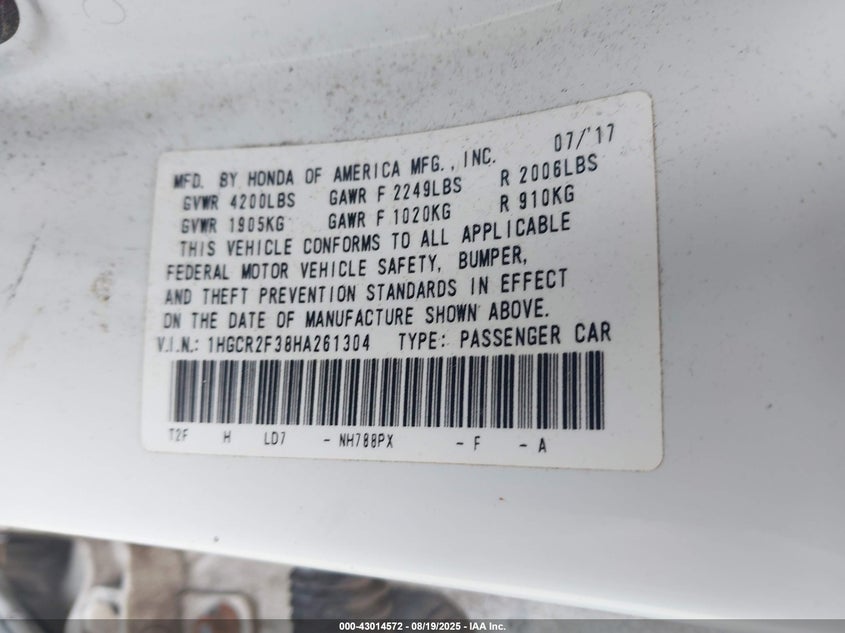 07/'17
MFD. BY HONDA OF AMERICA MFG., INC.
GVWR 4200LBS GAWR F 2249LBS R 2006LBS
GVWR 1905KG GAWR F 1020KG R 910KG
THIS VEHICLE CONFORMS TO ALL APPLICABLE
FEDERAL MOTOR VEHICLE SAFETY, BUMPER,
AND THEFT PREVENTION STANDARDS IN EFFECT
ON THE DATE OF MANUFACTURE SHOWN ABOVE.
V.I.N.: 1HGCR2F38HA261304 TYPE: PASSENGER CAR
T2F H LD7 - NH788PX - F - A
000-43014572 - 08/19/2025 - IAA Inc.